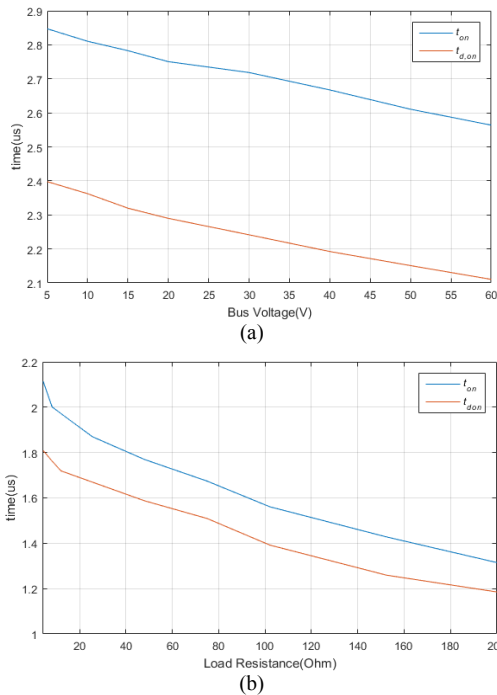 2.9
2.8
2.7
2.6
2.5
2.4
2.3
2.2
2.1
time(us)
t_on
t_d,on
5 10 15 20 25 30 35 40 45 50 55 60
Bus Voltage(V)
(a)
2.2
2
1.8
1.6
1.4
1.2
1
time(us)
t_on
t_don
20 40 60 80 100 120 140 160 180 200
Load Resistance(Ohm)
(b)